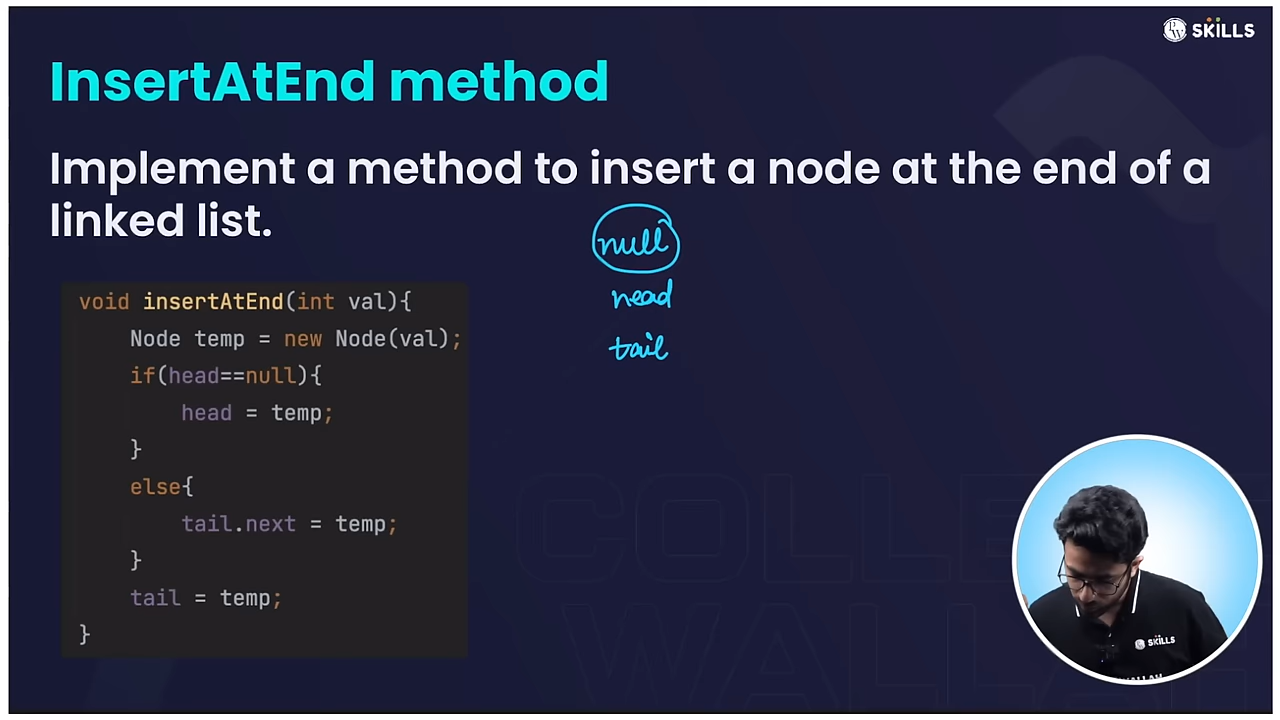 SKILLS
InsertAtEnd method
Implement a method to insert a node at the end of a
linked list.
null
head
tail
void insertAtEnd(int val){
    Node temp = new Node(val);
    if(head==null){
        head = temp;
    }
    else{
        tail.next = temp;
    }
    tail = temp;
}
SKILLS